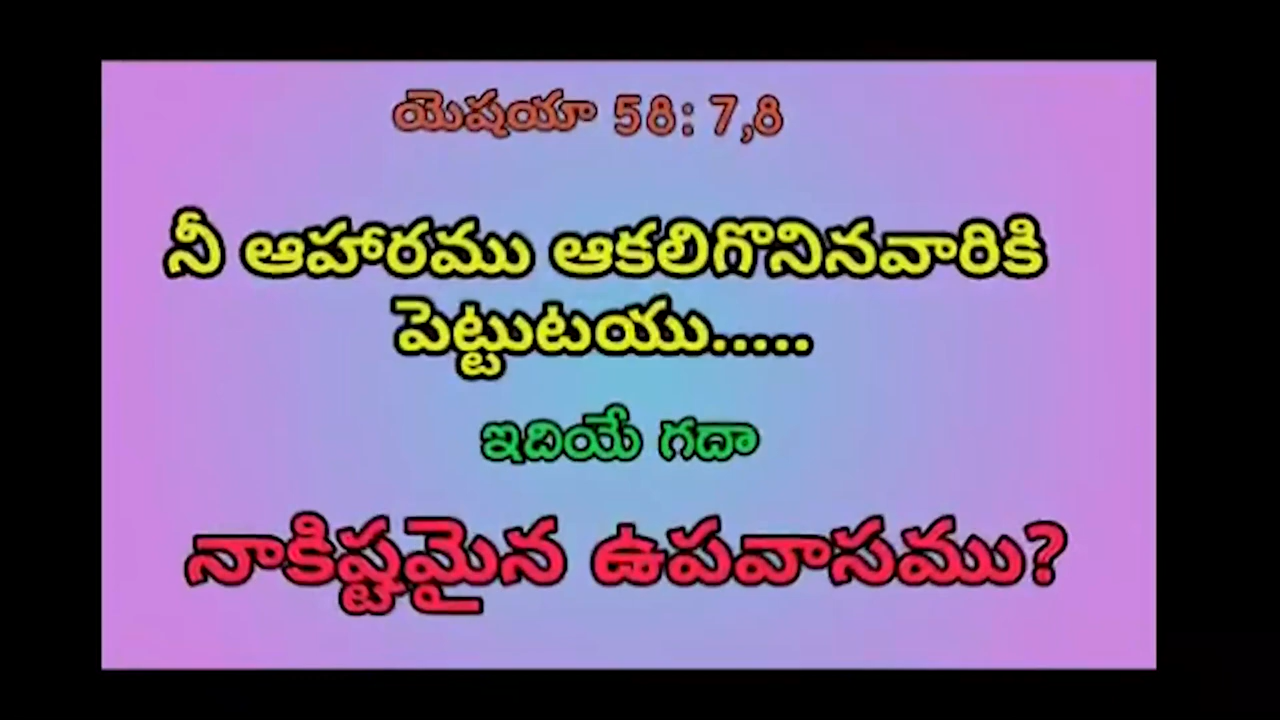 యెషయా 58: 7,8
నీ ఆహారము ఆకలిగొనినవారికి
పెట్టుటయు.....
ఇదియే గదా
నాకిష్టమైన ఉపవాసము?